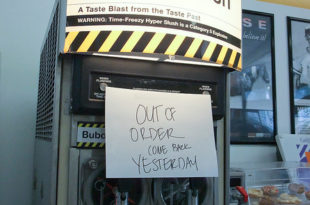 A Taste Blast from the Taste Past
WARNING: Time-Freezy Hyper Slush is a Category 5 Explosive
Bubb
OUT OF
ORDER
COME BACK
YESTERDAY